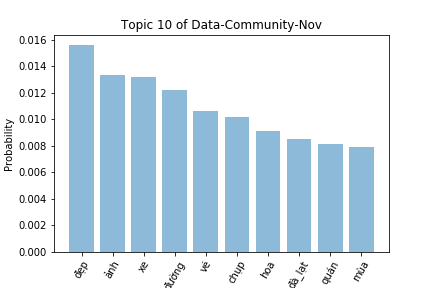 Topic 10 of Data-Community-Nov
0.016
0.014
0.012
0.010
0.008
0.006
0.004
0.002
0.000
Probability
đẹp
ảnh
xe
đường
vé
chụp
hoa
đà_lạt
quán
mùa